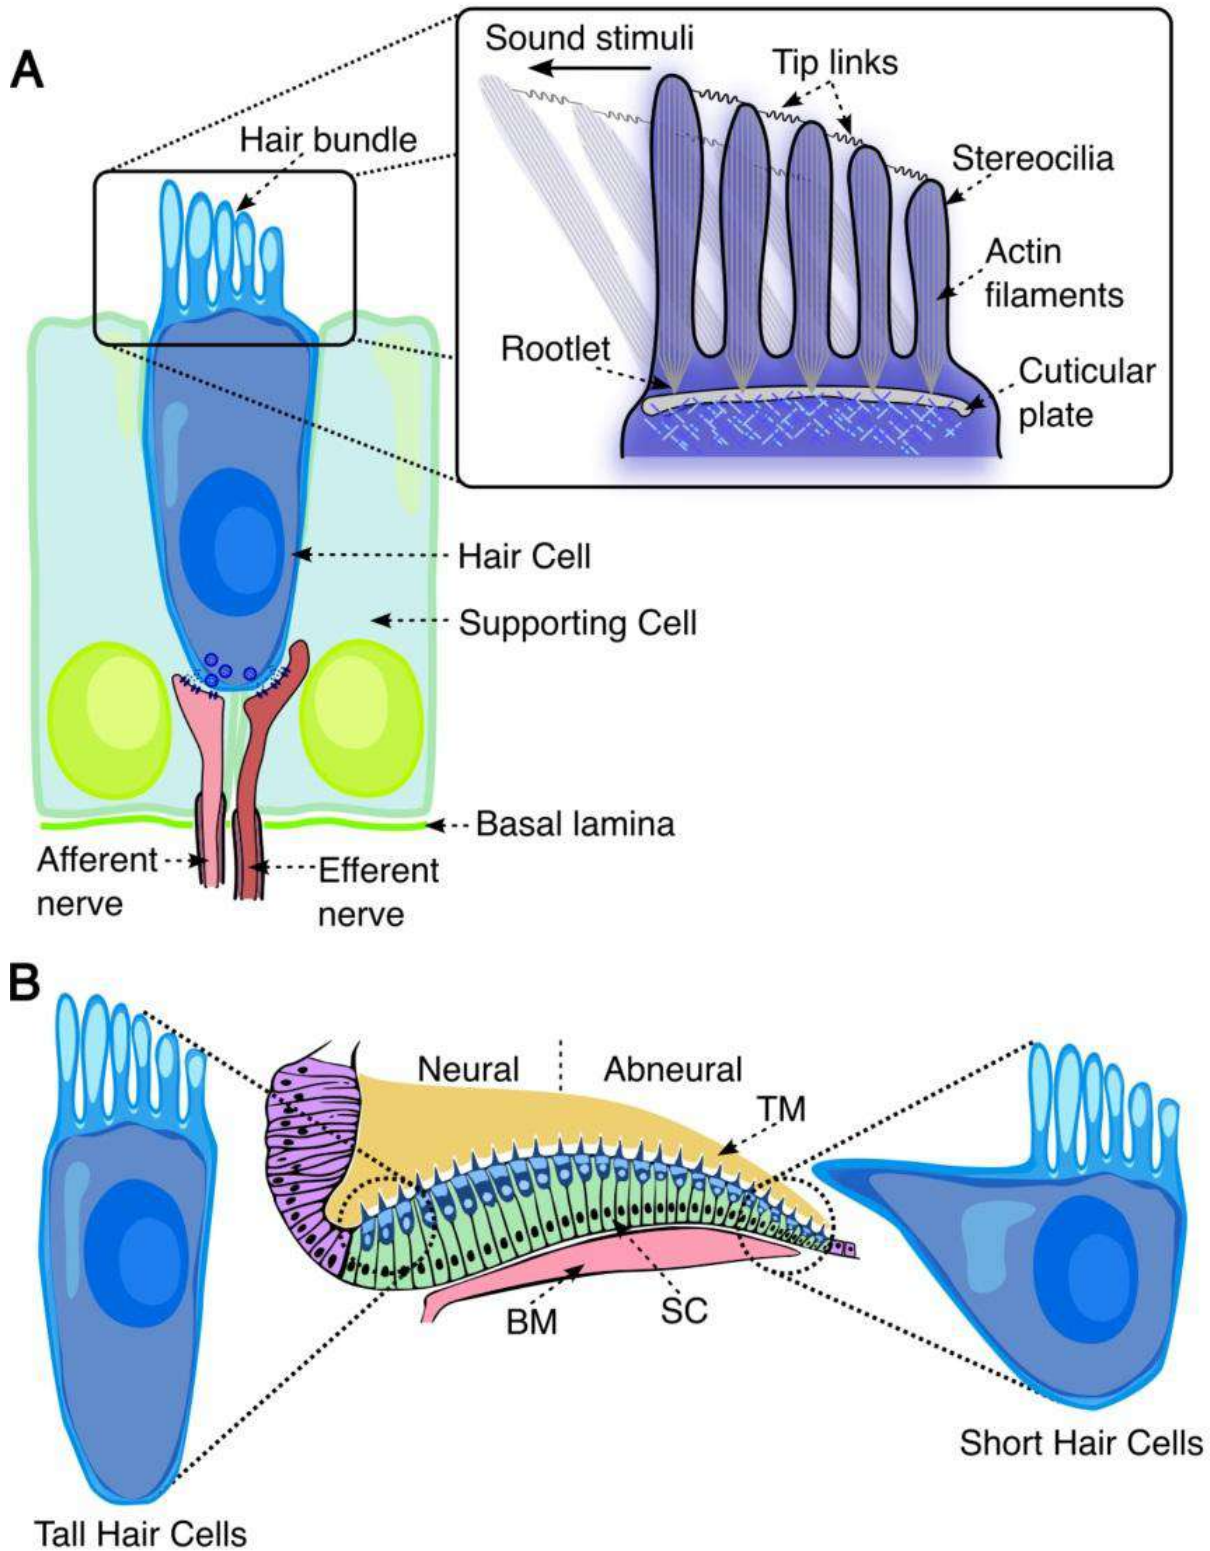 A
Sound stimuli
Tip links
Hair bundle
Stereocilia
Actin
filaments
Rootlet
Cuticular
plate
Hair Cell
Supporting Cell
Basal lamina
Afferent
nerve
Efferent
nerve
B
Neural
Abneural
TM
BM
SC
Short Hair Cells
Tall Hair Cells